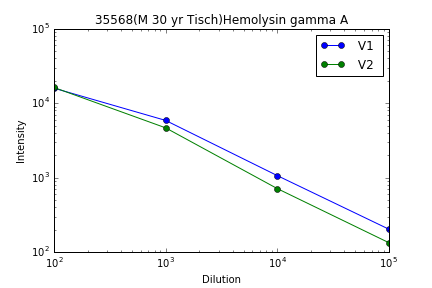 35568(M 30 yr Tisch)Hemolysin gamma A
10^5
V1
V2
10^4
Intensity
10^3
10^2
10^2 10^3 10^4 10^5
Dilution